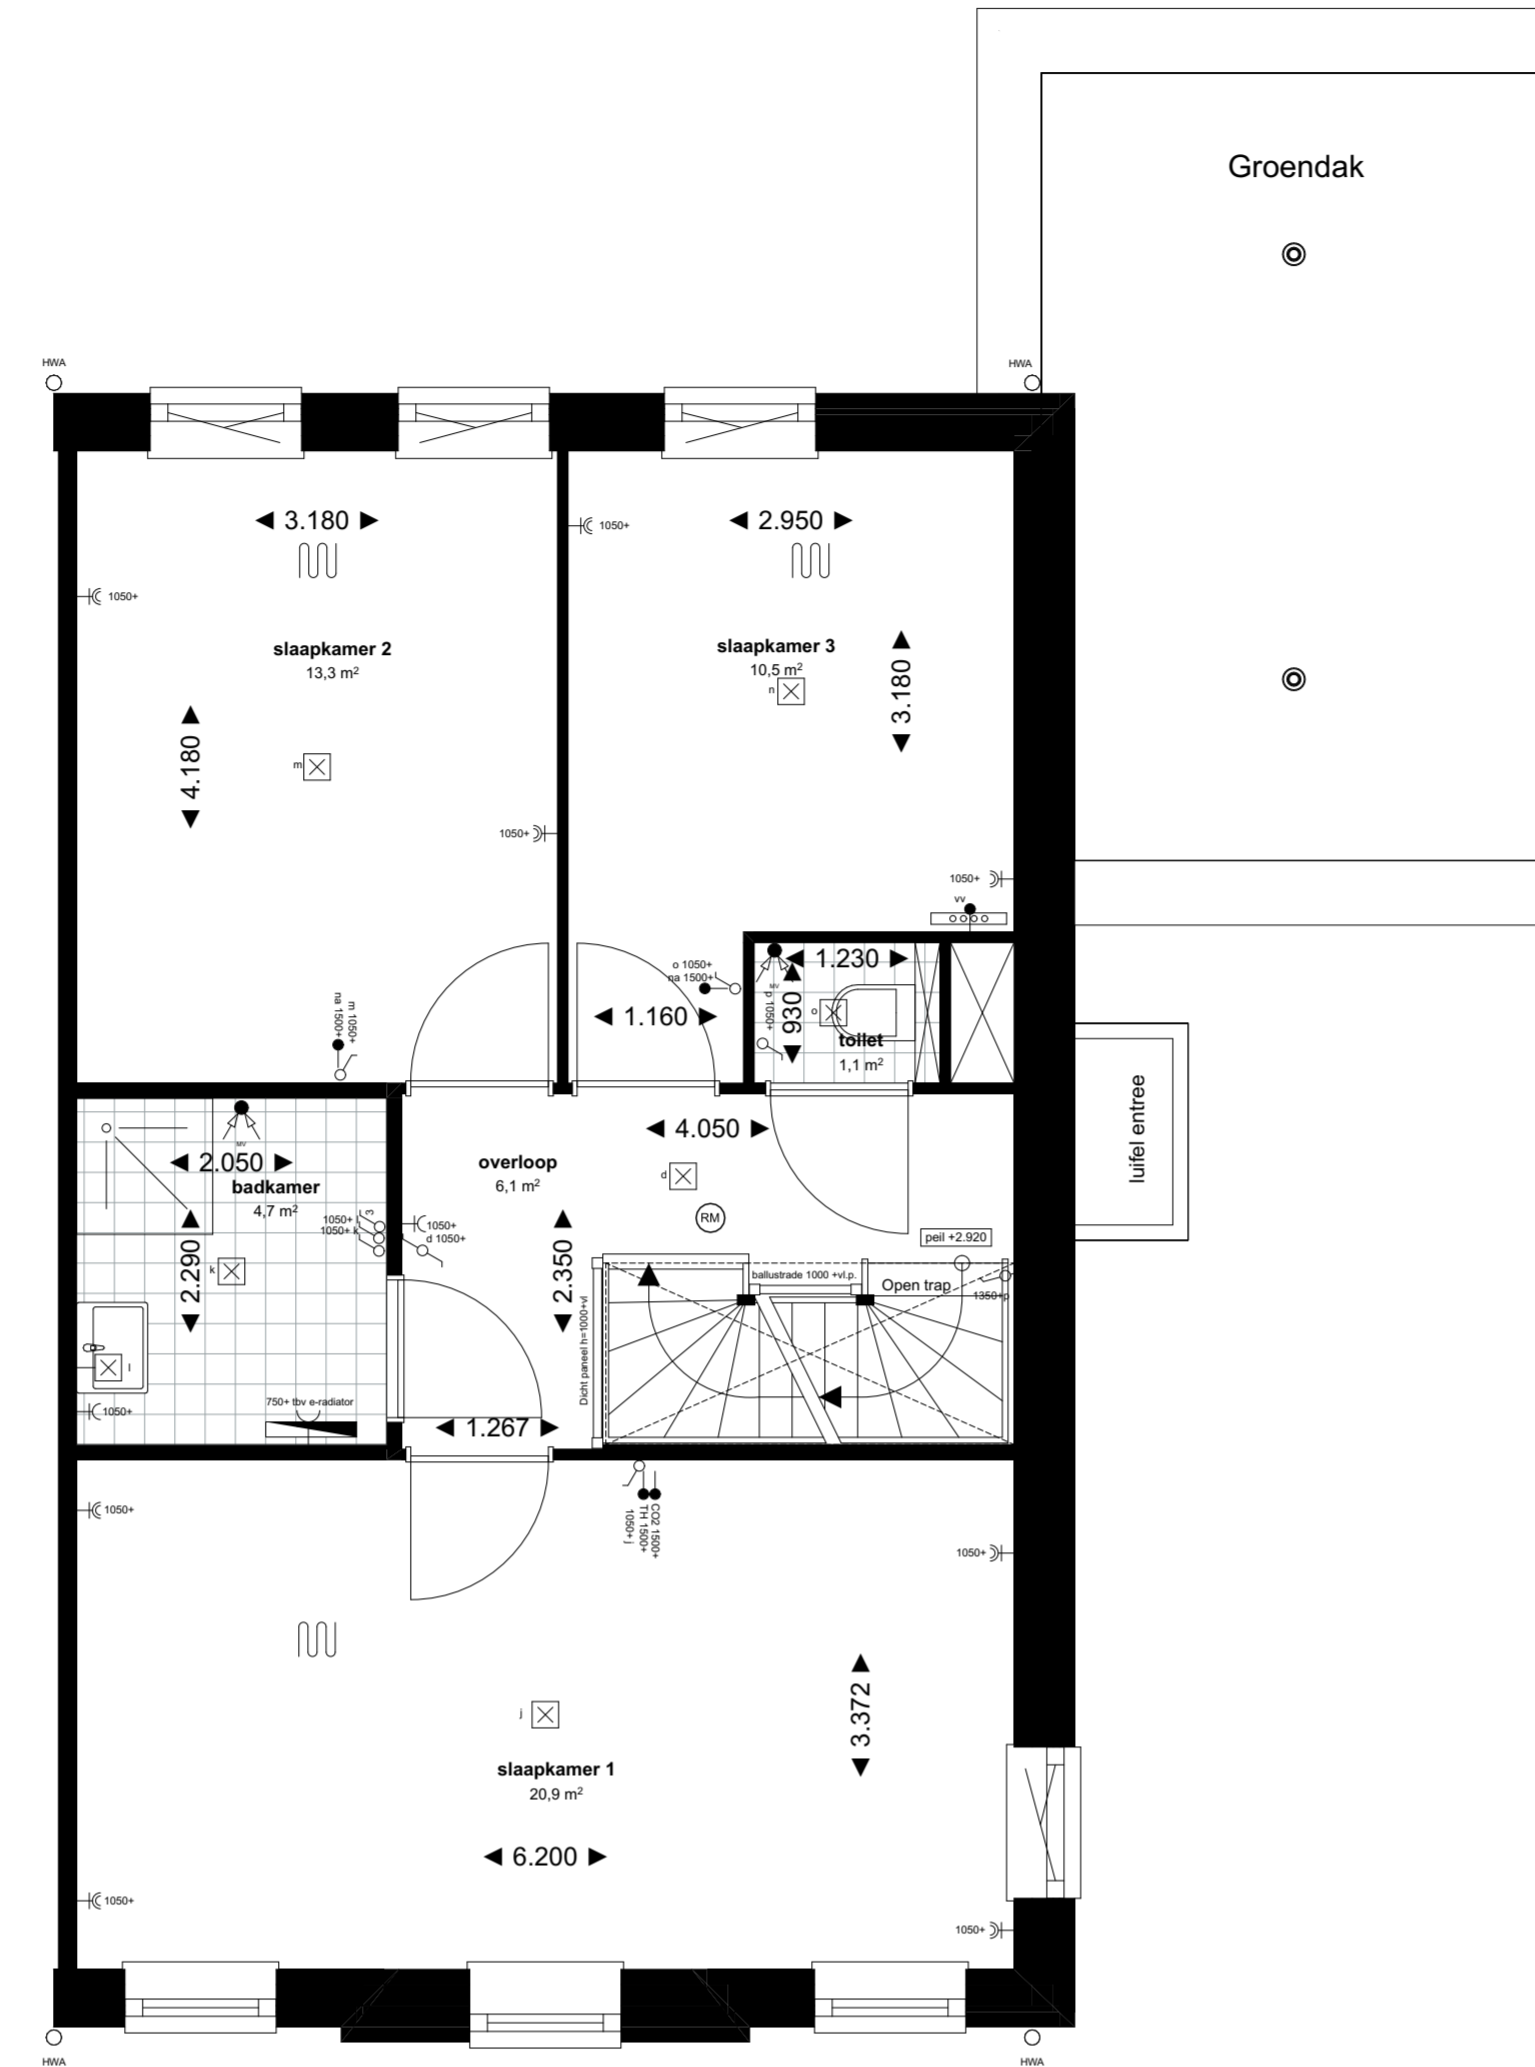 Groendak
HWA
HWA
3.180
2.950
1050+
1050+
slaapkamer 2
13,3 m²
slaapkamer 3
10,5 m²
n
3.180
4.180
m
1050+
1050+
vv
o 1050+
na 1500+
1.230
MV
p 1050+
930
o
toilet
1,1 m²
1.160
m 1050+
na 1500+
luifel entree
MV
2.050
badkamer
4,7 m²
4.050
overloop
6,1 m²
d
RM
3
1050+ l
1050+ k
1050+
d 1050+
peil +2.920
2.290
k
2.350
ballustrade 1000 +vl.p.
Open trap
1350+p
Dicht paneel h=1000+vl
l
750+ tbv e-radiator
1050+
1.267
1050+
CO2 1500+
TH 1500+
1050+ j
1050+
3.372
j
slaapkamer 1
20,9 m²
6.200
1050+
1050+
HWA
HWA